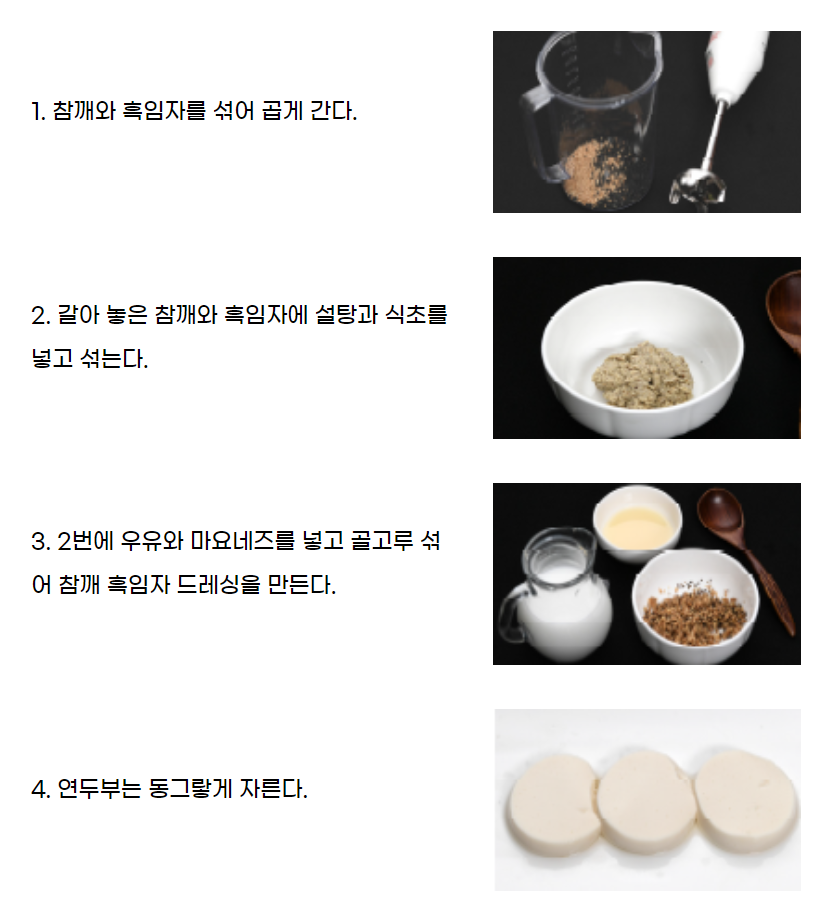 1. 참깨와 흑임자를 섞어 곱게 간다.
2. 갈아 놓은 참깨와 흑임자에 설탕과 식초를
넣고 섞는다.
3. 2번에 우유와 마요네즈를 넣고 골고루 섞
어 참깨 흑임자 드레싱을 만든다.
4. 연두부는 동그랗게 자른다.